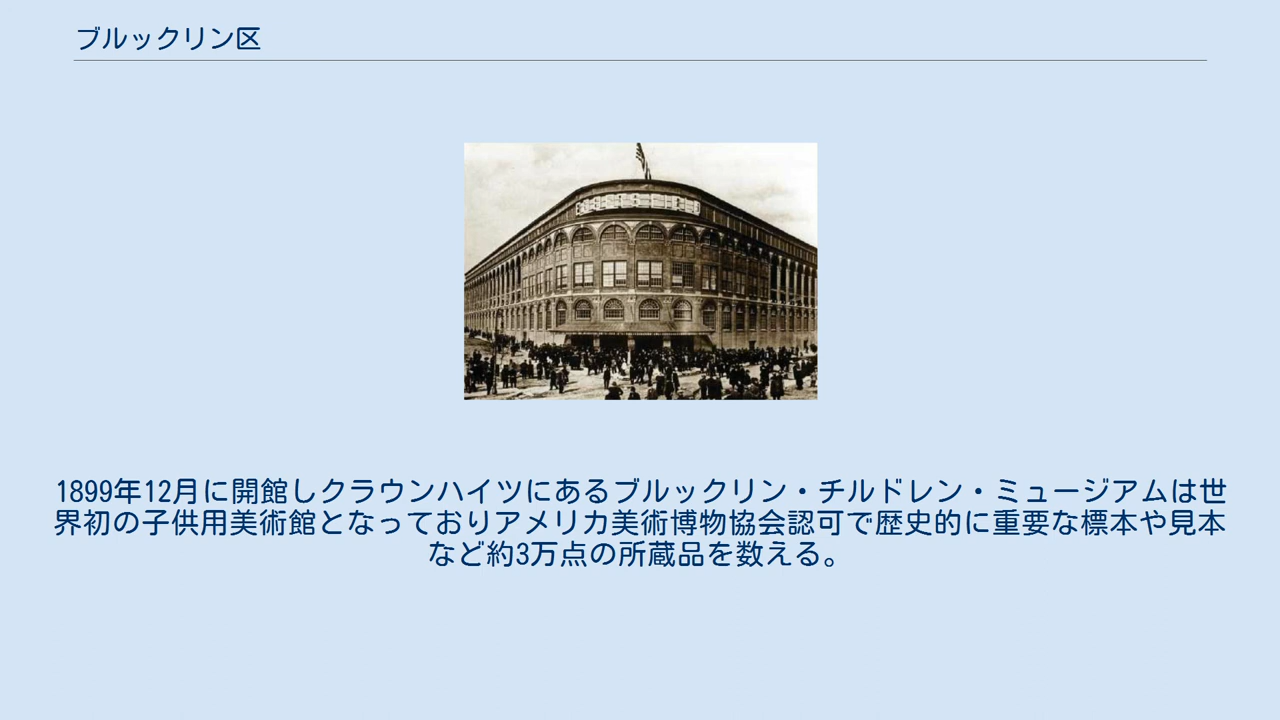 ブルックリン区
1899年12月に開館しクラウンハイツにあるブルックリン・チルドレン・ミュージアムは世
界初の子供用美術館となっておりアメリカ美術博物協会認可で歴史的に重要な標本や見本
など約3万点の所蔵品を数える。